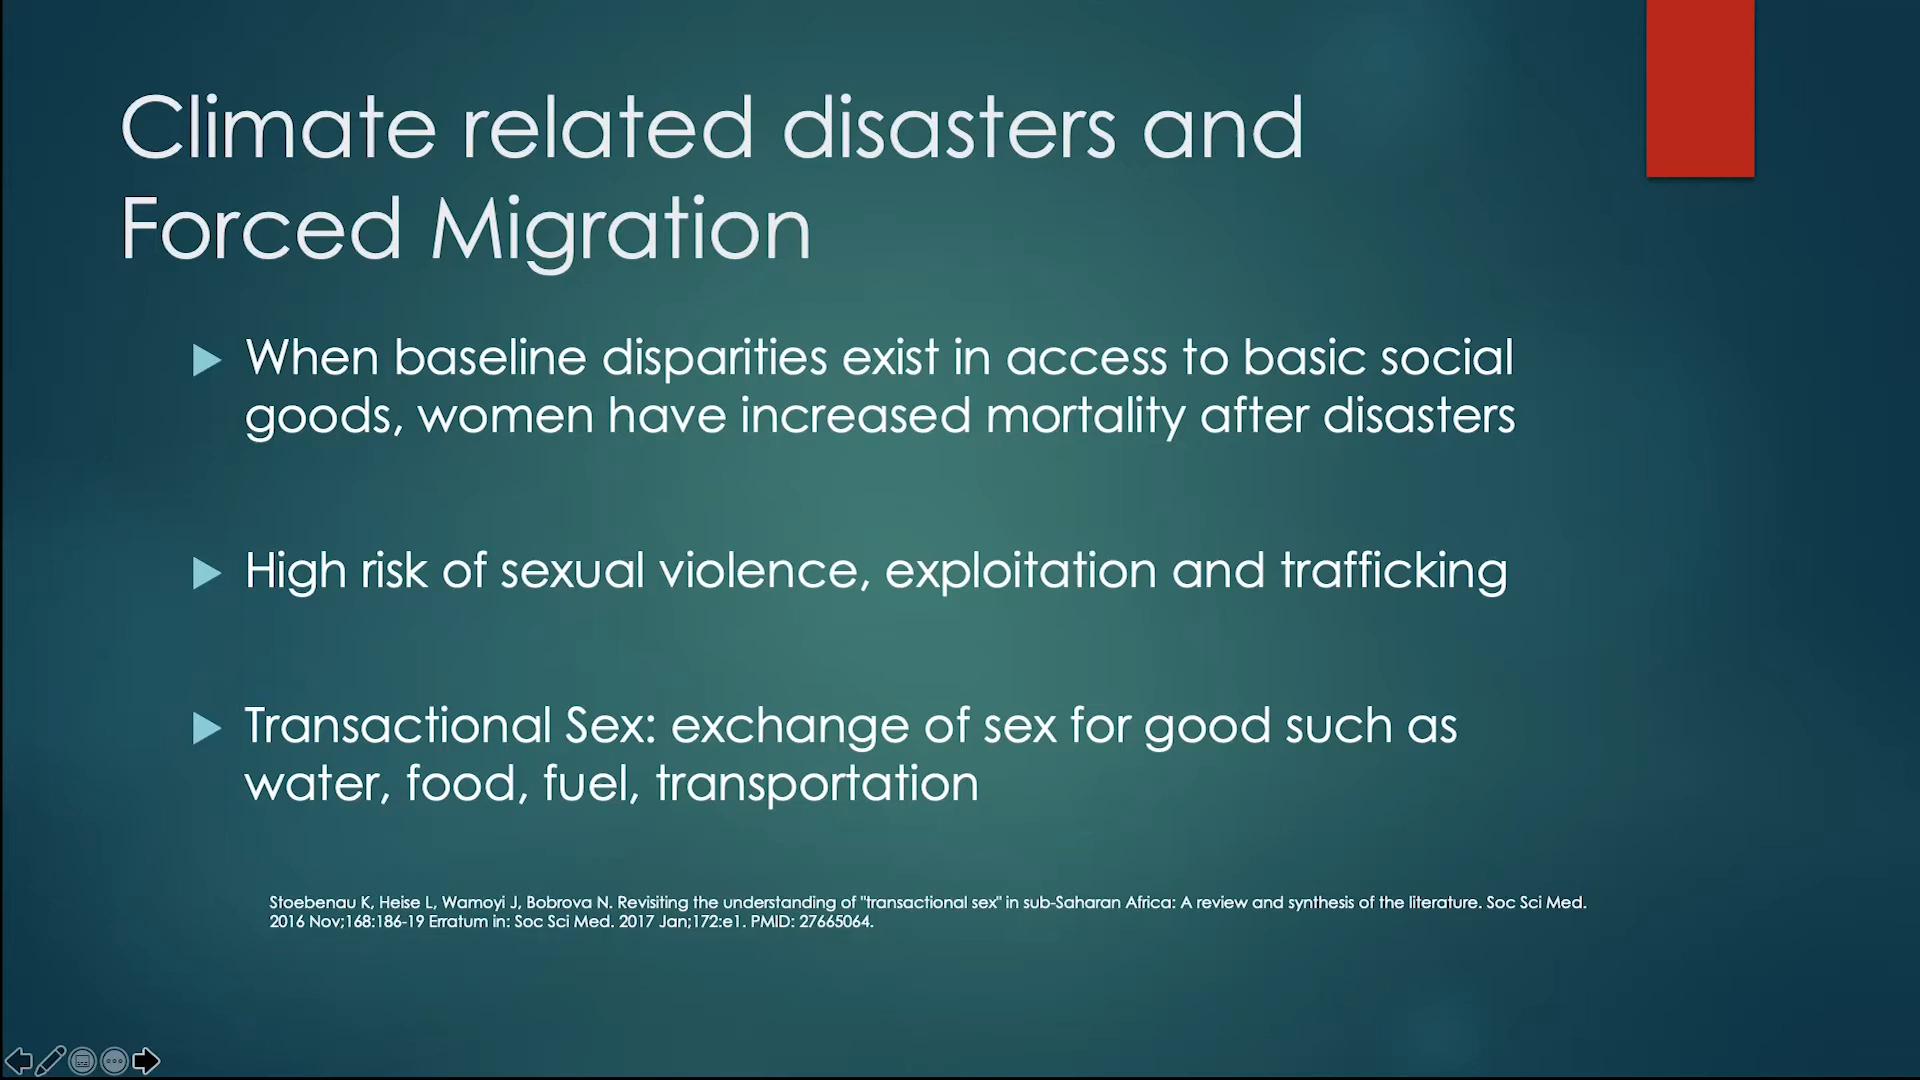 Climate related disasters and
Forced Migration
When baseline disparities exist in access to basic social
goods, women have increased mortality after disasters
High risk of sexual violence, exploitation and trafficking
Transactional Sex: exchange of sex for good such as
water, food, fuel, transportation
Stoebenau K, Heise L, Wamoyi J, Bobrova N. Revisiting the understanding of "transactional sex" in sub-Saharan Africa: A review and synthesis of the literature. Soc Sci Med.
2016 Nov;168:186-19 Erratum in: Soc Sci Med. 2017 Jan;172:e1. PMID: 27665064.